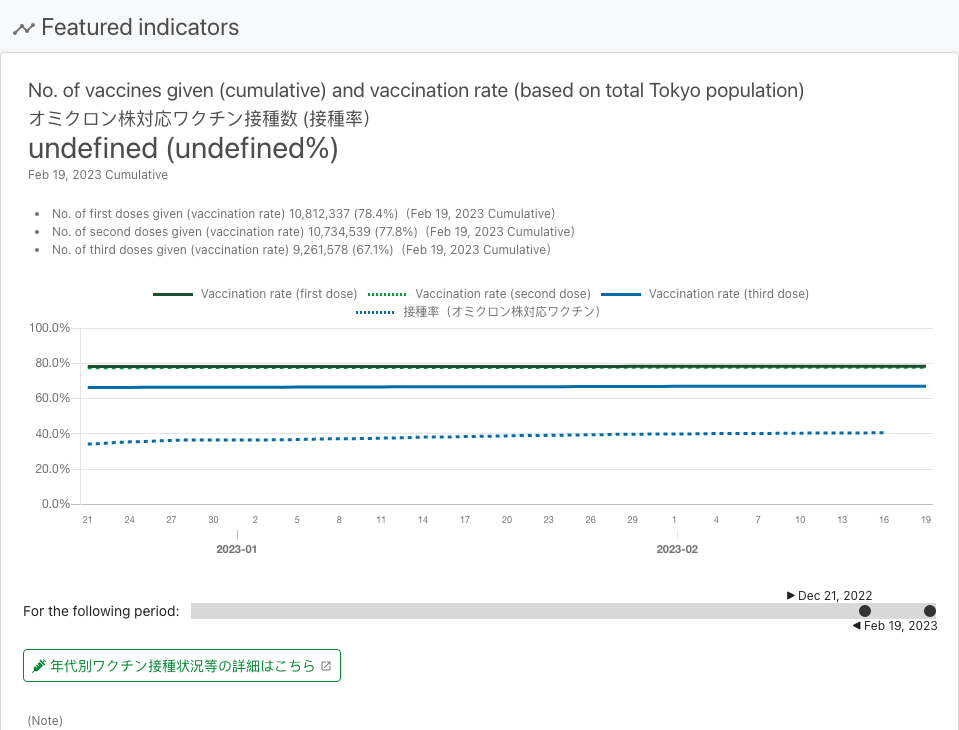 Featured indicators
No. of vaccines given (cumulative) and vaccination rate (based on total Tokyo population)
オミクロン株対応ワクチン接種数 (接種率）
undefined (undefined%)
Feb 19, 2023 Cumulative
• No. of first doses given (vaccination rate) 10,812,337 (78.4%)（Feb 19, 2023 Cumulative）
• No. of second doses given (vaccination rate) 10,734,539 (77.8%)（Feb 19, 2023 Cumulative）
• No. of third doses given (vaccination rate) 9,261,578 (67.1%)（Feb 19, 2023 Cumulative）
Vaccination rate (first dose) Vaccination rate (second dose) Vaccination rate (third dose)
接種率（オミクロン株対応ワクチン）
100.0%
80.0%
60.0%
40.0%
20.0%
0.0%
21 24 27 30 2 5 8 11 14 17 20 23 26 29 1 4 7 10 13 16 19
2023-01 2023-02
Dec 21, 2022
For the following period:
Feb 19, 2023
年代別ワクチン接種状況等の詳細はこちら
(Note)